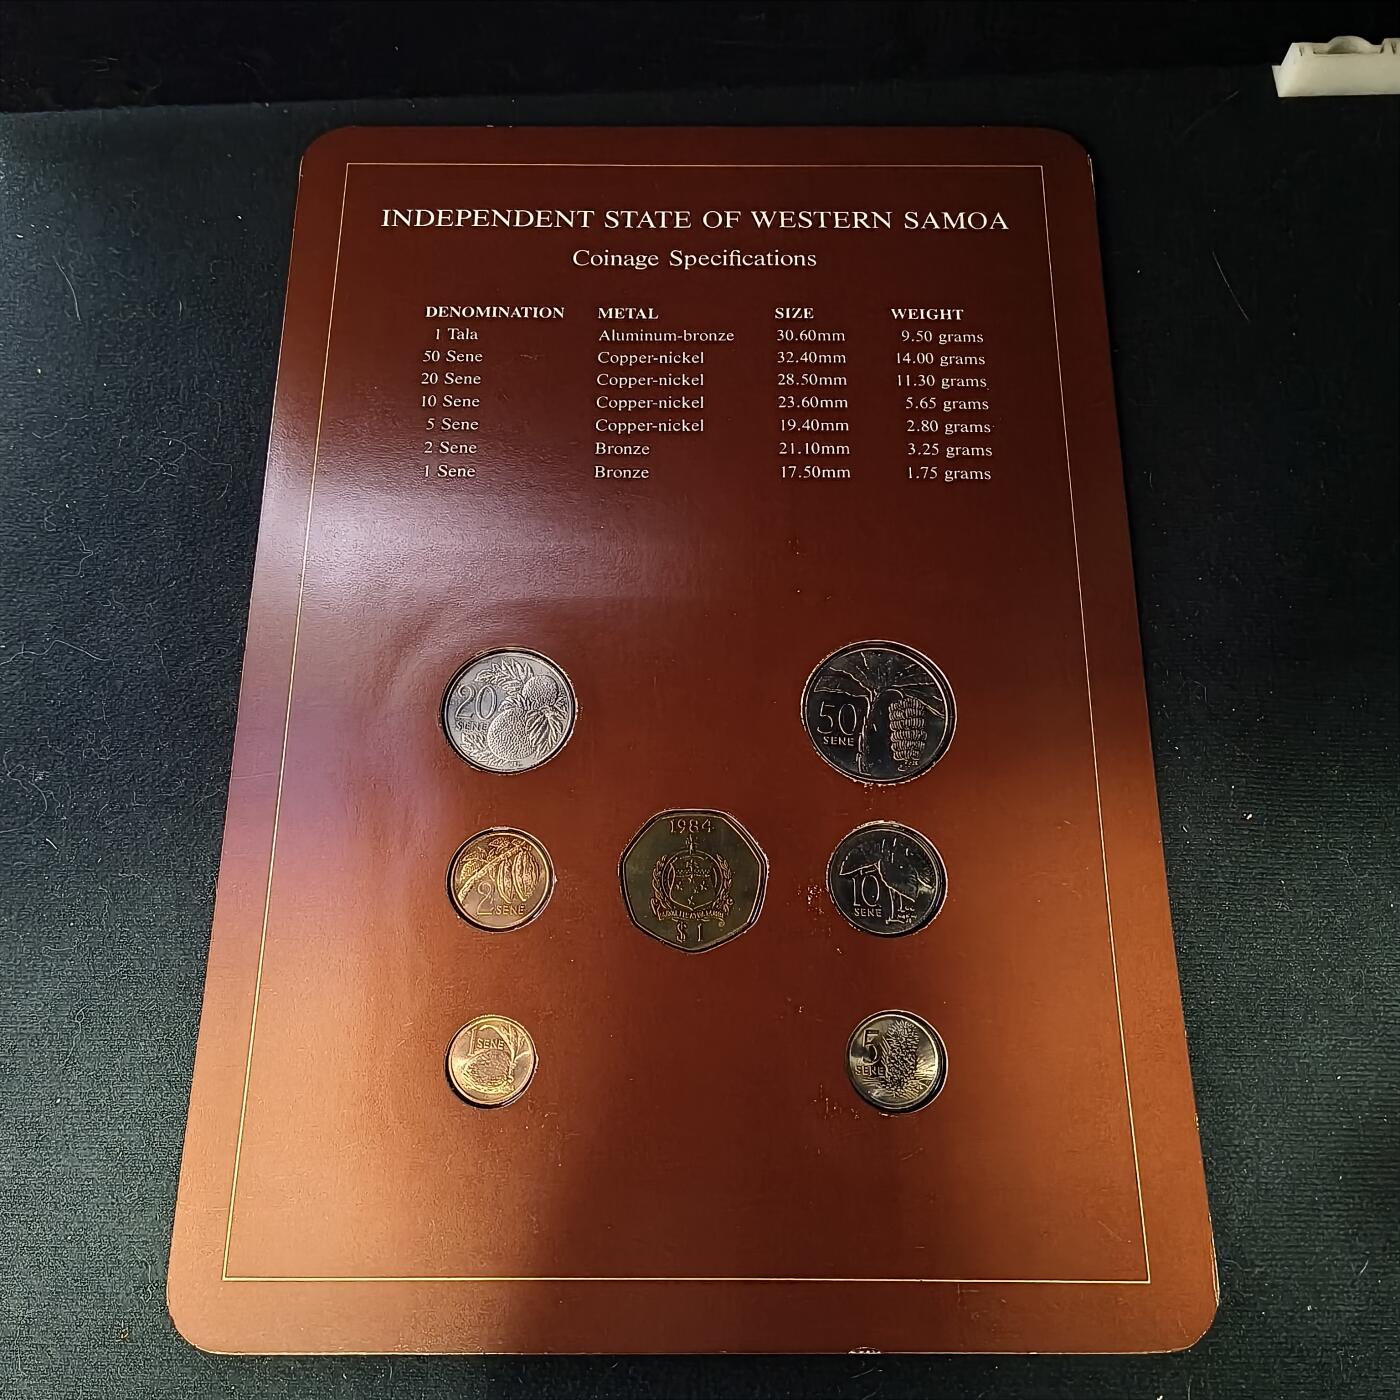 INDEPENDENT STATE OF WESTERN SAMOA
Coinage Specifications
DENOMINATION METAL SIZE WEIGHT
1 Tala Aluminum-bronze 30.60mm 9.50 grams
50 Sene Copper-nickel 32.40mm 14.00 grams
20 Sene Copper-nickel 28.50mm 11.30 grams
10 Sene Copper-nickel 23.60mm 5.65 grams
5 Sene Copper-nickel 19.40mm 2.80 grams
2 Sene Bronze 21.10mm 3.25 grams
1 Sene Bronze 17.50mm 1.75 grams
20
SENE
50
SENE
2
SENE
1984
$1
10
SENE
1
SENE
5
SENE